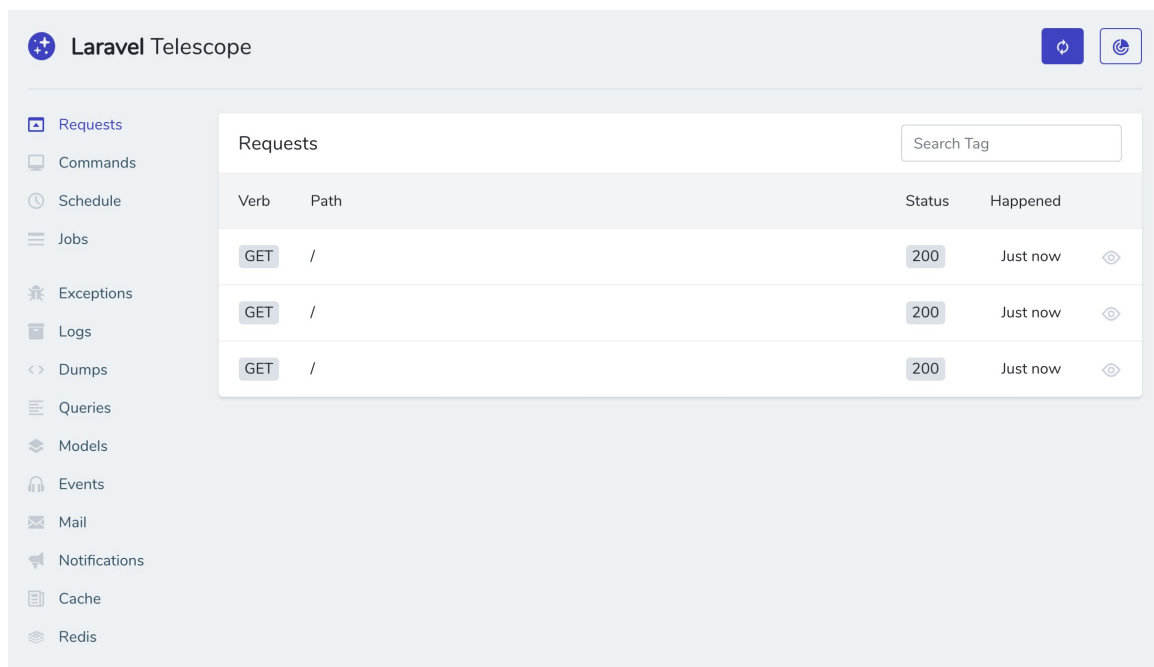 Laravel Telescope
Requests
Commands
Schedule
Jobs
Exceptions
Logs
Dumps
Queries
Models
Events
Mail
Notifications
Cache
Redis
Requests
Search Tag
Verb Path Status Happened
GET / 200 Just now
GET / 200 Just now
GET / 200 Just now